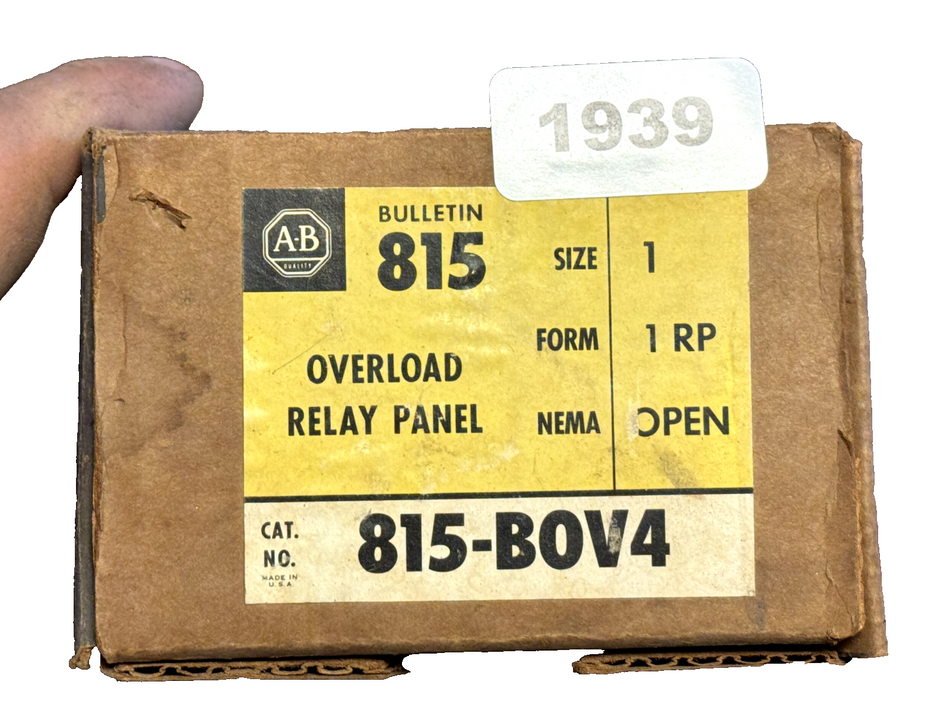 1939
A-B
QUALITY
BULLETIN
815
OVERLOAD
RELAY PANEL
SIZE 1
FORM 1 RP
NEMA OPEN
CAT.
NO.
815-BOV4
MADE IN
U.S.A